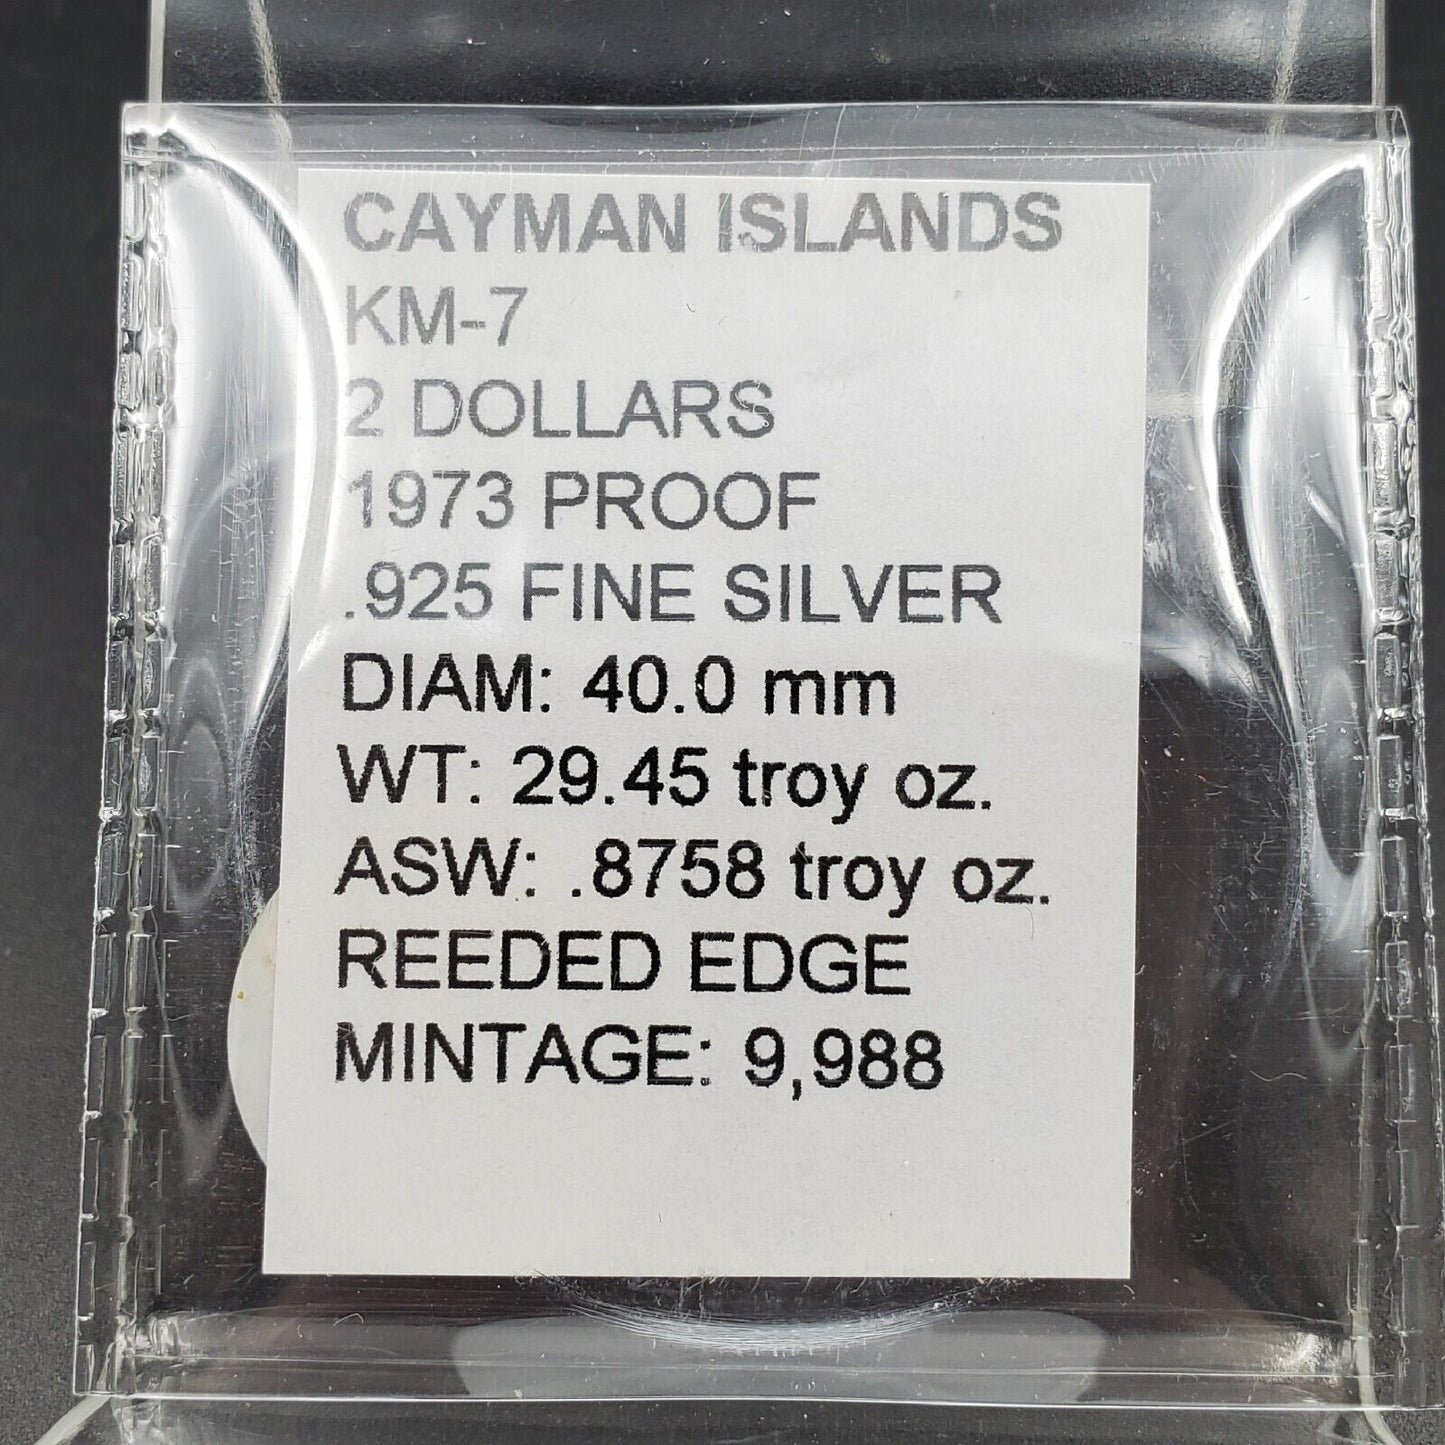 CAYMAN ISLANDS
KM-7
2 DOLLARS
1973 PROOF
.925 FINE SILVER
DIAM: 40.0 mm
WT: 29.45 troy oz.
ASW: .8758 troy oz.
REEDED EDGE
MINTAGE: 9,988